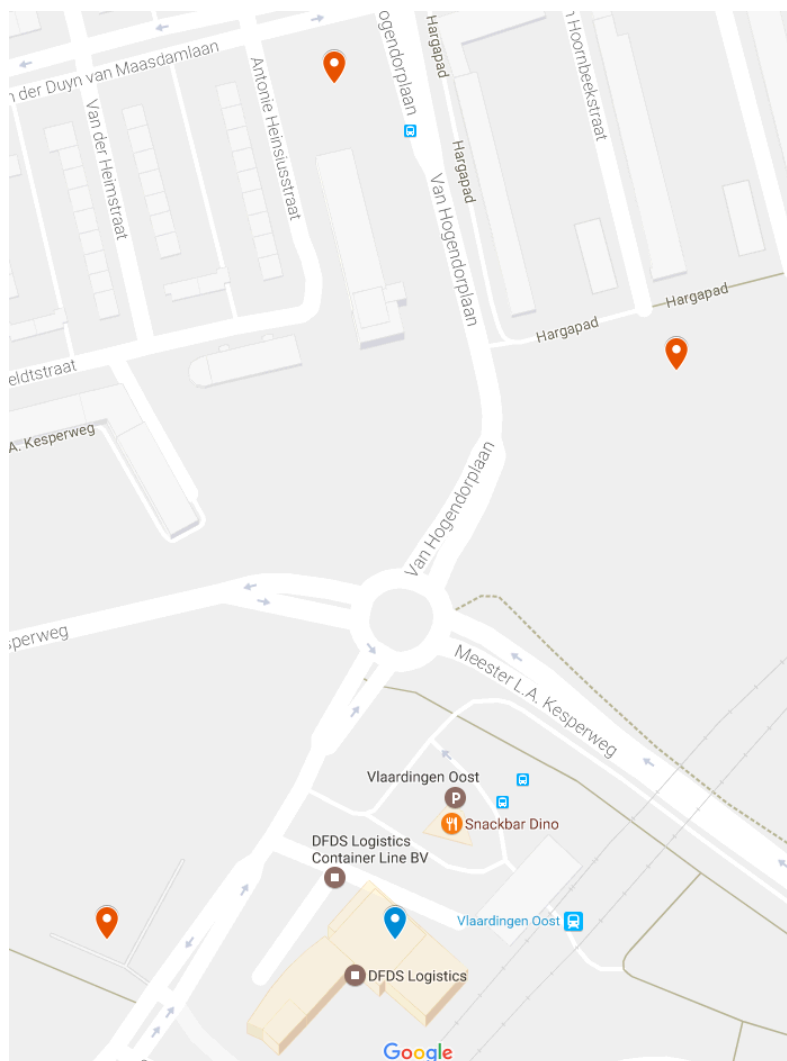 n der Duyn van Maasdamlaan
ogendorplaan
Hargapad
n Hoornbeekstraat
Van der Heimstraat
Antonie Heinsiusstraat
Hargapad
Van Hogendorplaan
Hargapad
Hargapad
eldtstraat
.A. Kesperweg
Van Hogendorplaan
sperweg
Meester L.A. Kesperweg
Vlaardingen Oost
P
Snackbar Dino
DFDS Logistics
Container Line BV
Vlaardingen Oost
DFDS Logistics
Google